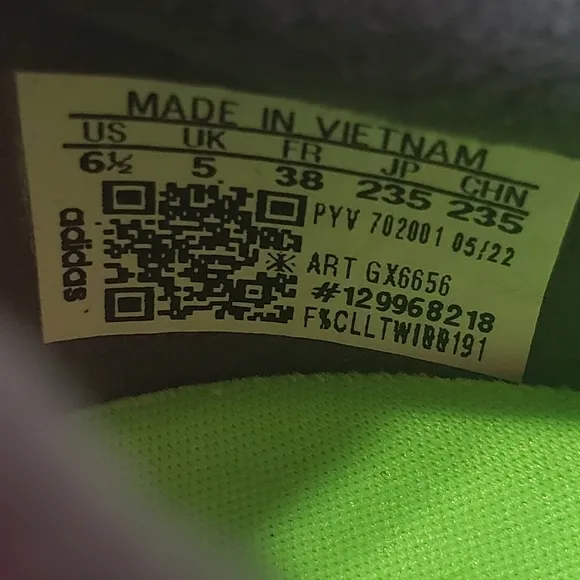 MADE IN VIETNAM
US UK FR JP CHN
6½ 5 38 235 235
PYV 702001 05/22
ART GX6656
#129968218
adidas